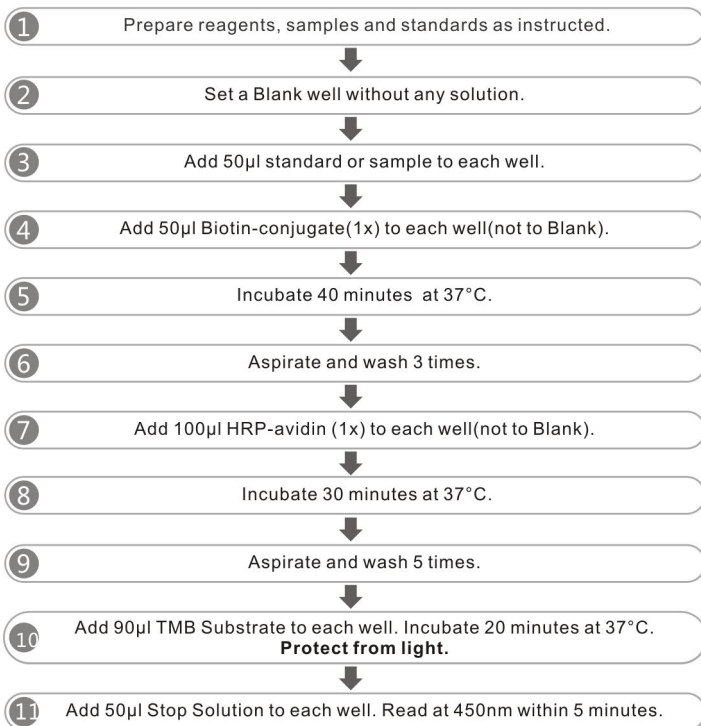 1 Prepare reagents, samples and standards as instructed.
2 Set a Blank well without any solution.
3 Add 50μl standard or sample to each well.
4 Add 50μl Biotin-conjugate(1x) to each well(not to Blank).
5 Incubate 40 minutes at 37°C.
6 Aspirate and wash 3 times.
7 Add 100μl HRP-avidin (1x) to each well(not to Blank).
8 Incubate 30 minutes at 37°C.
9 Aspirate and wash 5 times.
10 Add 90μl TMB Substrate to each well. Incubate 20 minutes at 37°C.
Protect from light.
11 Add 50μl Stop Solution to each well. Read at 450nm within 5 minutes.